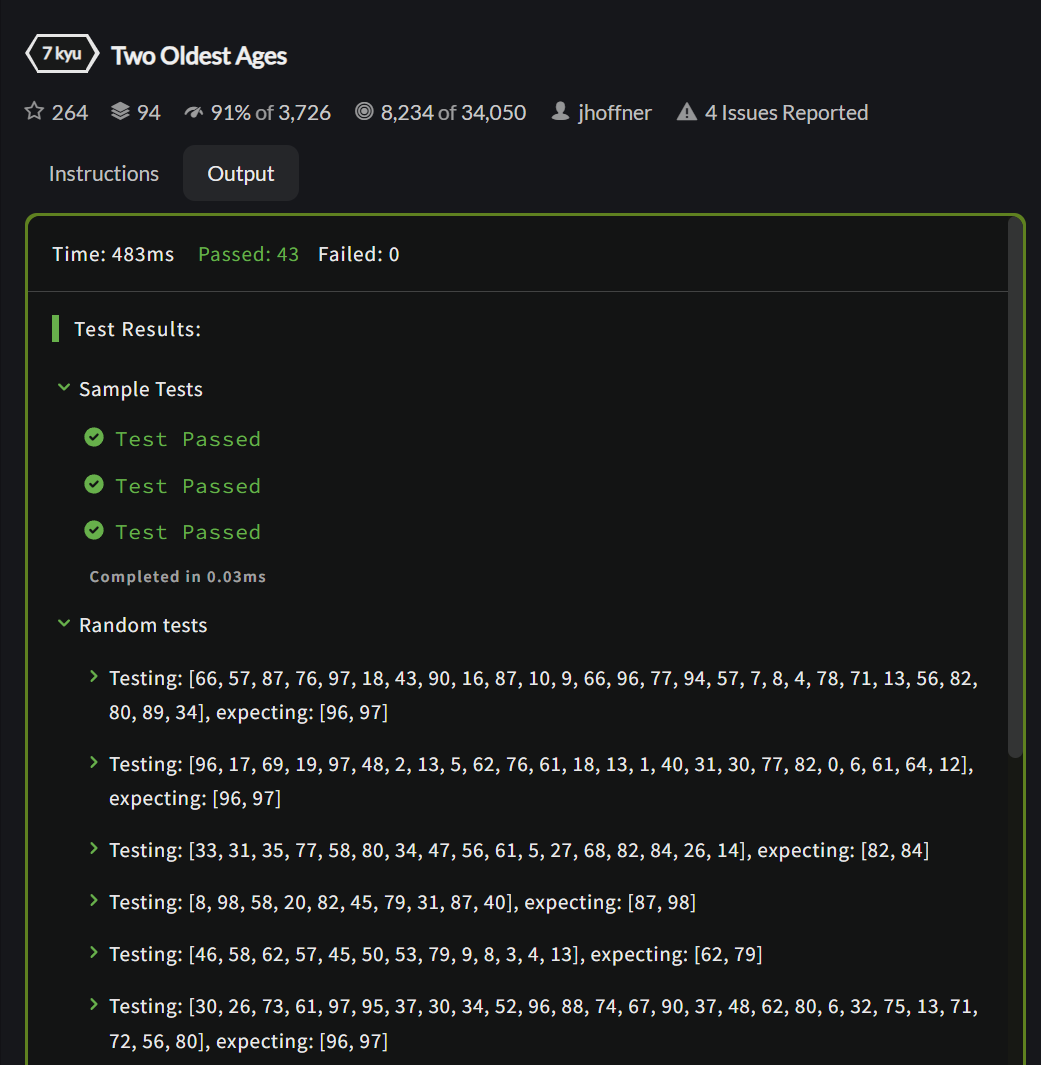 7 kyu Two Oldest Ages
264 94 91% of 3,726 8,234 of 34,050 jhoffner 4 Issues Reported
Instructions Output
Time: 483ms Passed: 43 Failed: 0
Test Results:
Sample Tests
Test Passed
Test Passed
Test Passed
Completed in 0.03ms
Random tests
Testing: [66, 57, 87, 76, 97, 18, 43, 90, 16, 87, 10, 9, 66, 96, 77, 94, 57, 7, 8, 4, 78, 71, 13, 56, 82,
80, 89, 34], expecting: [96, 97]
Testing: [96, 17, 69, 19, 97, 48, 2, 13, 5, 62, 76, 61, 18, 13, 1, 40, 31, 30, 77, 82, 0, 6, 61, 64, 12],
expecting: [96, 97]
Testing: [33, 31, 35, 77, 58, 80, 34, 47, 56, 61, 5, 27, 68, 82, 84, 26, 14], expecting: [82, 84]
Testing: [8, 98, 58, 20, 82, 45, 79, 31, 87, 40], expecting: [87, 98]
Testing: [46, 58, 62, 57, 45, 50, 53, 79, 9, 8, 3, 4, 13], expecting: [62, 79]
Testing: [30, 26, 73, 61, 97, 95, 37, 30, 34, 52, 96, 88, 74, 67, 90, 37, 48, 62, 80, 6, 32, 75, 13, 71,
72, 56, 80], expecting: [96, 97]